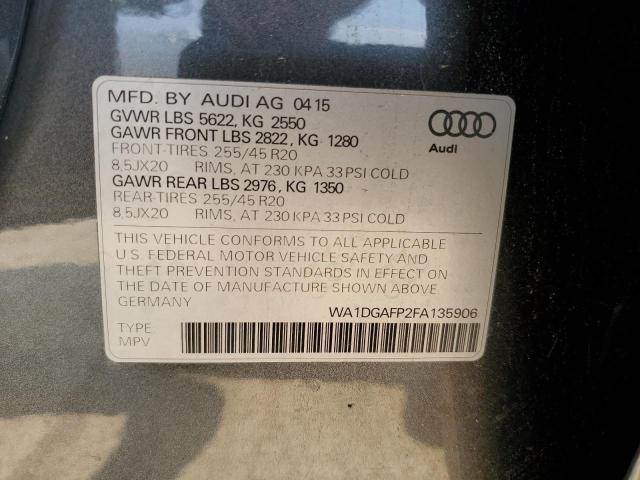 MFD. BY AUDI AG 04 15
GVWR LBS 5622, KG 2550
GAWR FRONT LBS 2822, KG 1280
FRONT-TIRES 255/45 R20
8,5JX20 RIMS, AT 230 KPA 33 PSI COLD
GAWR REAR LBS 2976, KG 1350
REAR-TIRES 255/45 R20
8,5JX20 RIMS, AT 230 KPA 33 PSI COLD
Audi
THIS VEHICLE CONFORMS TO ALL APPLICABLE
U.S. FEDERAL MOTOR VEHICLE SAFETY AND
THEFT PREVENTION STANDARDS IN EFFECT ON
THE DATE OF MANUFACTURE SHOWN ABOVE.
GERMANY
WA1DGAFP2FA135906
TYPE
MPV